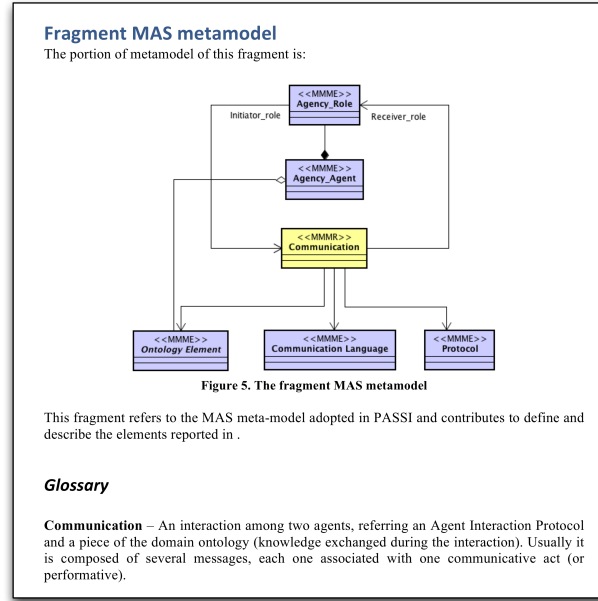 Fragment MAS metamodel
The portion of metamodel of this fragment is:
<<MMME>>
Agency_Role
Initiator_role
Receiver_role
<<MMME>>
Agency_Agent
<<MMMR>>
Communication
<<MMME>>
Ontology Element
<<MMME>>
Communication Language
<<MMME>>
Protocol
Figure 5. The fragment MAS metamodel
This fragment refers to the MAS meta-model adopted in PASSI and contributes to define and
describe the elements reported in .
Glossary
Communication – An interaction among two agents, referring an Agent Interaction Protocol
and a piece of the domain ontology (knowledge exchanged during the interaction). Usually it
is composed of several messages, each one associated with one communicative act (or
performative).